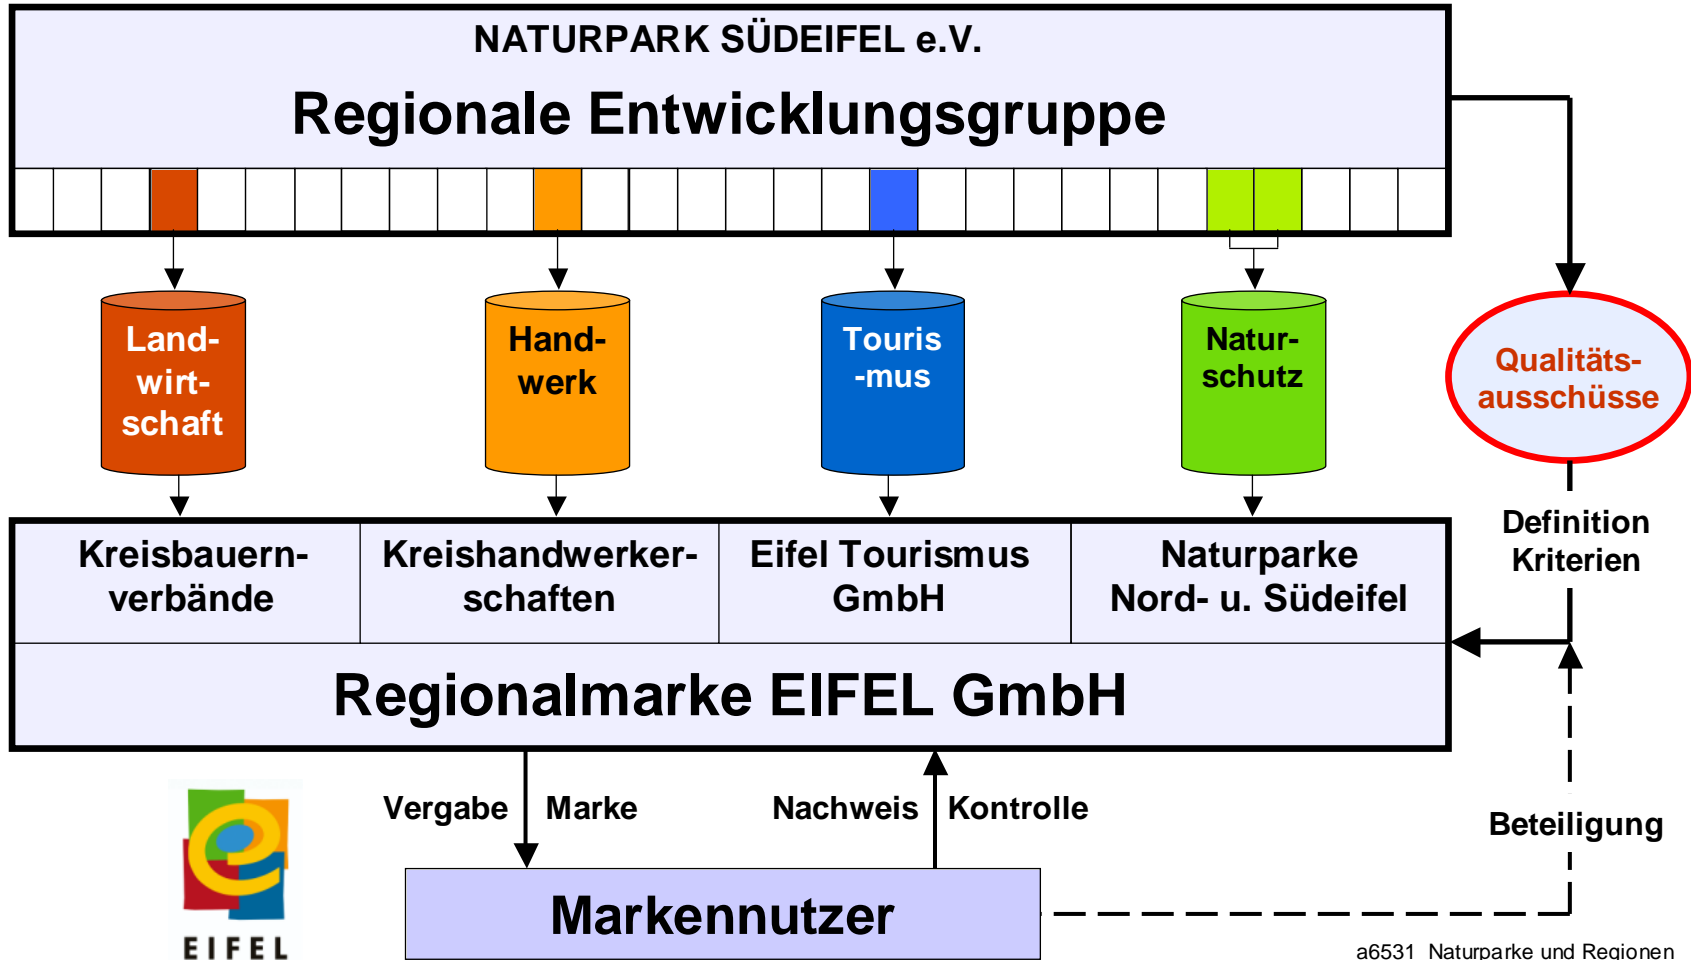 NATURPARK SÜDEIFEL e.V.
Regionale Entwicklungsgruppe
Land-
wirt-
schaft
Hand-
werk
Touris
-mus
Natur-
schutz
Qualitäts-
ausschüsse
Definition
Kriterien
Kreisbauern-
verbände
Kreishandwerker-
schaften
Eifel Tourismus
GmbH
Naturparke
Nord- u. Südeifel
Regionalmarke EIFEL GmbH
Vergabe Marke
Nachweis Kontrolle
Beteiligung
Markennutzer
e
EIFEL
a6531 Naturparke und Regionen